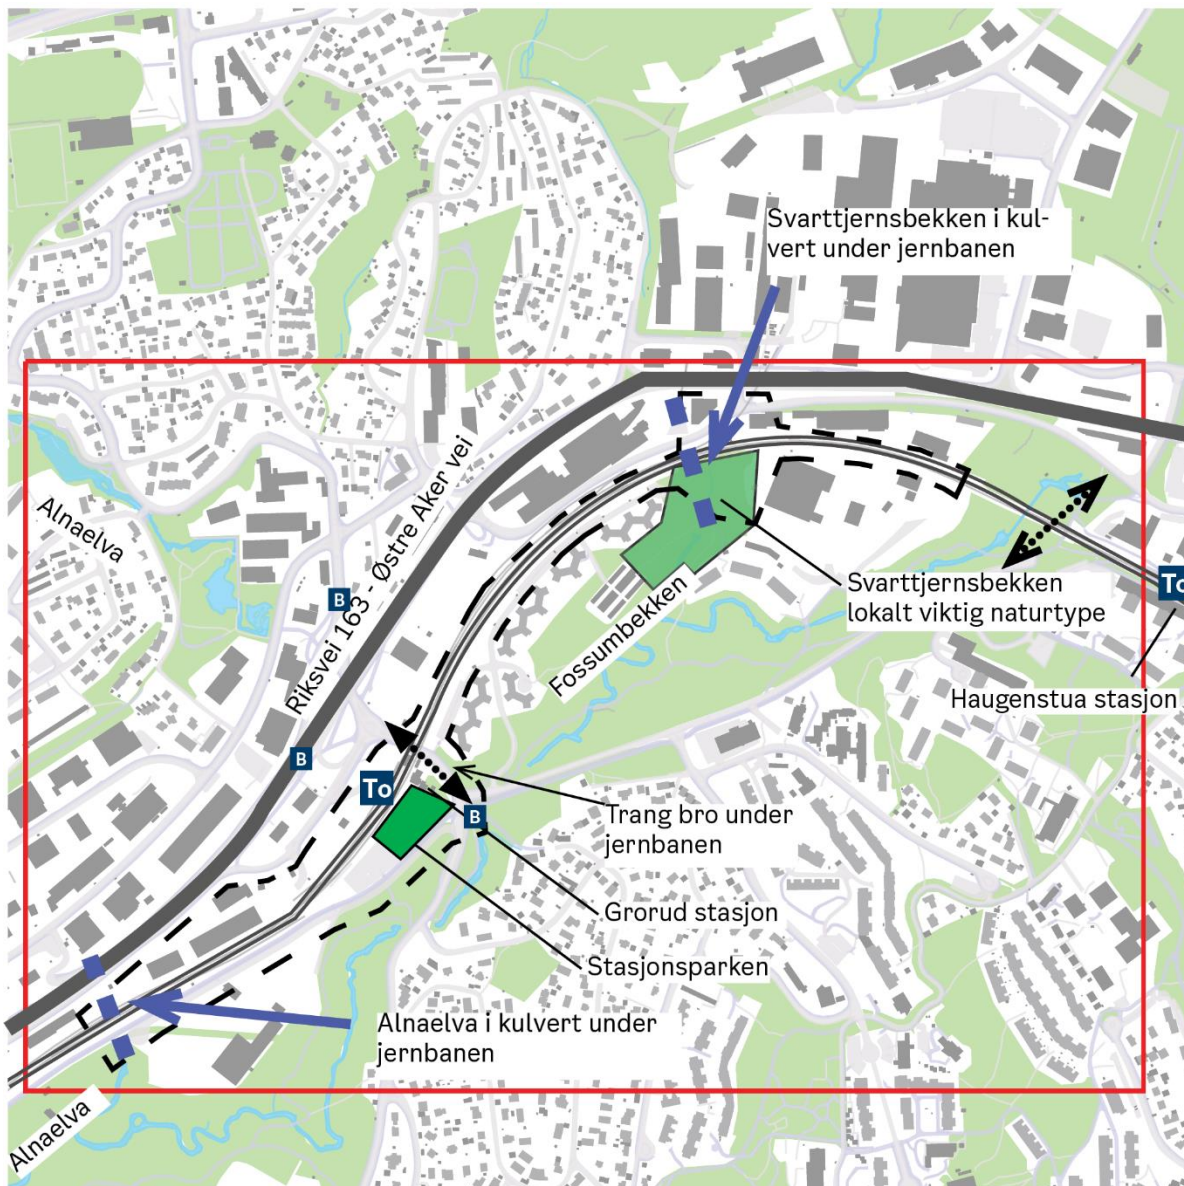 Svarttjernsbekken i kul-
vert under jernbanen
Alnaelva
Riksvei 163 - Østre Aker vei
B
Svarttjernsbekken
lokalt viktig naturtype
To
Fossumbekken
Haugenstua stasjon
B
To
B
Trang bro under
jernbanen
Grorud stasjon
Stasjonsparken
Alnaelva i kulvert under
jernbanen
Alnaelva